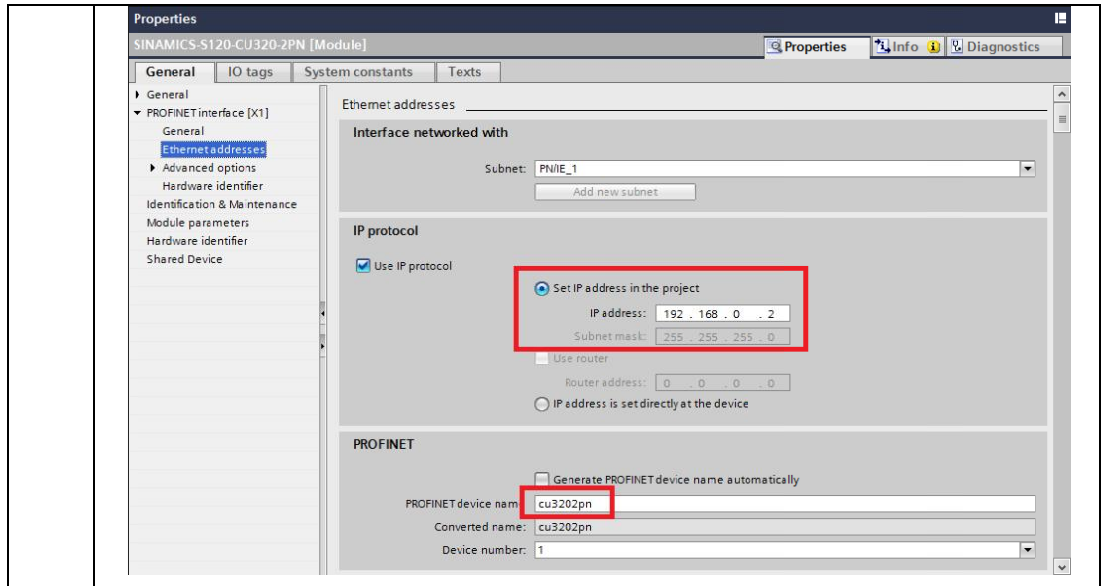 Properties
SINAMICS-S120-CU320-2PN [Module]
Properties
Info
Diagnostics
General
IO tags
System constants
Texts
General
PROFINET interface [X1]
General
Ethernet addresses
Advanced options
Hardware identifier
Identification & Maintenance
Module parameters
Hardware identifier
Shared Device
Ethernet addresses
Interface networked with
Subnet: PN/IE_1
Add new subnet
IP protocol
Use IP protocol
Set IP address in the project
IP address: 192 . 168 . 0 . 2
Subnet mask: 255 . 255 . 255 . 0
Use router
Router address: 0 . 0 . 0 . 0
IP address is set directly at the device
PROFINET
Generate PROFINET device name automatically
PROFINET device nam cu3202pn
Converted name: cu3202pn
Device number: 1